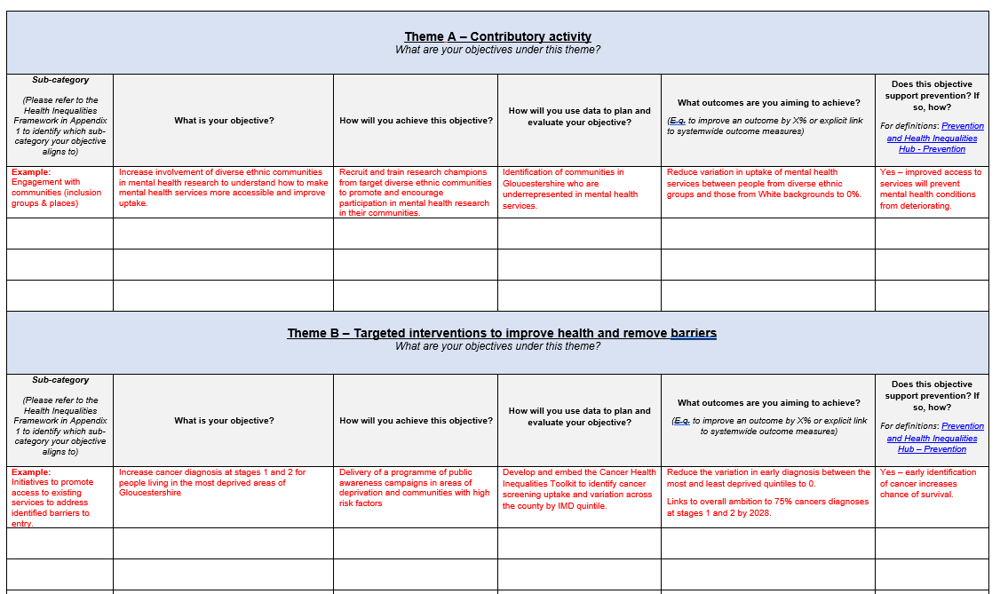 Theme A – Contributory activity
What are your objectives under this theme?
Sub-category
(Please refer to the
Health Inequalities
Framework in Appendix
1 to identify which sub-
category your objective
aligns to)
What is your objective?
How will you achieve this objective?
How will you use data to plan and
evaluate your objective?
What outcomes are you aiming to achieve?
(E.g. to improve an outcome by X% or explicit link
to systemwide outcome measures)
Does this objective
support prevention? If
so, how?
For definitions: Prevention
and Health Inequalities
Hub - Prevention
Example:
Engagement with
communities (inclusion
groups & places)
Increase involvement of diverse ethnic communities
in mental health research to understand how to make
mental health services more accessible and improve
uptake.
Recruit and train research champions
from target diverse ethnic communities
to promote and encourage
participation in mental health research
in their communities.
Identification of communities in
Gloucestershire who are
underrepresented in mental health
services.
Reduce variation in uptake of mental health
services between people from diverse ethnic
groups and those from White backgrounds to 0%.
Yes – improved access to
services will prevent
mental health conditions
from deteriorating.
Theme B – Targeted interventions to improve health and remove barriers
What are your objectives under this theme?
Sub-category
(Please refer to the
Health Inequalities
Framework in Appendix
1 to identify which sub-
category your objective
aligns to)
What is your objective?
How will you achieve this objective?
How will you use data to plan and
evaluate your objective?
What outcomes are you aiming to achieve?
(E.g. to improve an outcome by X% or explicit link
to systemwide outcome measures)
Does this objective
support prevention? If
so, how?
For definitions: Prevention
and Health Inequalities
Hub – Prevention
Example:
Initiatives to promote
access to existing
services to address
identified barriers to
entry.
Increase cancer diagnosis at stages 1 and 2 for
people living in the most deprived areas of
Gloucestershire
Delivery of a programme of public
awareness campaigns in areas of
deprivation and communities with high
risk factors
Develop and embed the Cancer Health
Inequalities Toolkit to identify cancer
screening uptake and variation across
the county by IMD quintile.
Reduce the variation in early diagnosis between the
most and least deprived quintiles to 0.
Links to overall ambition to 75% cancers diagnoses
at stages 1 and 2 by 2028.
Yes – early identification
of cancer increases
chance of survival.